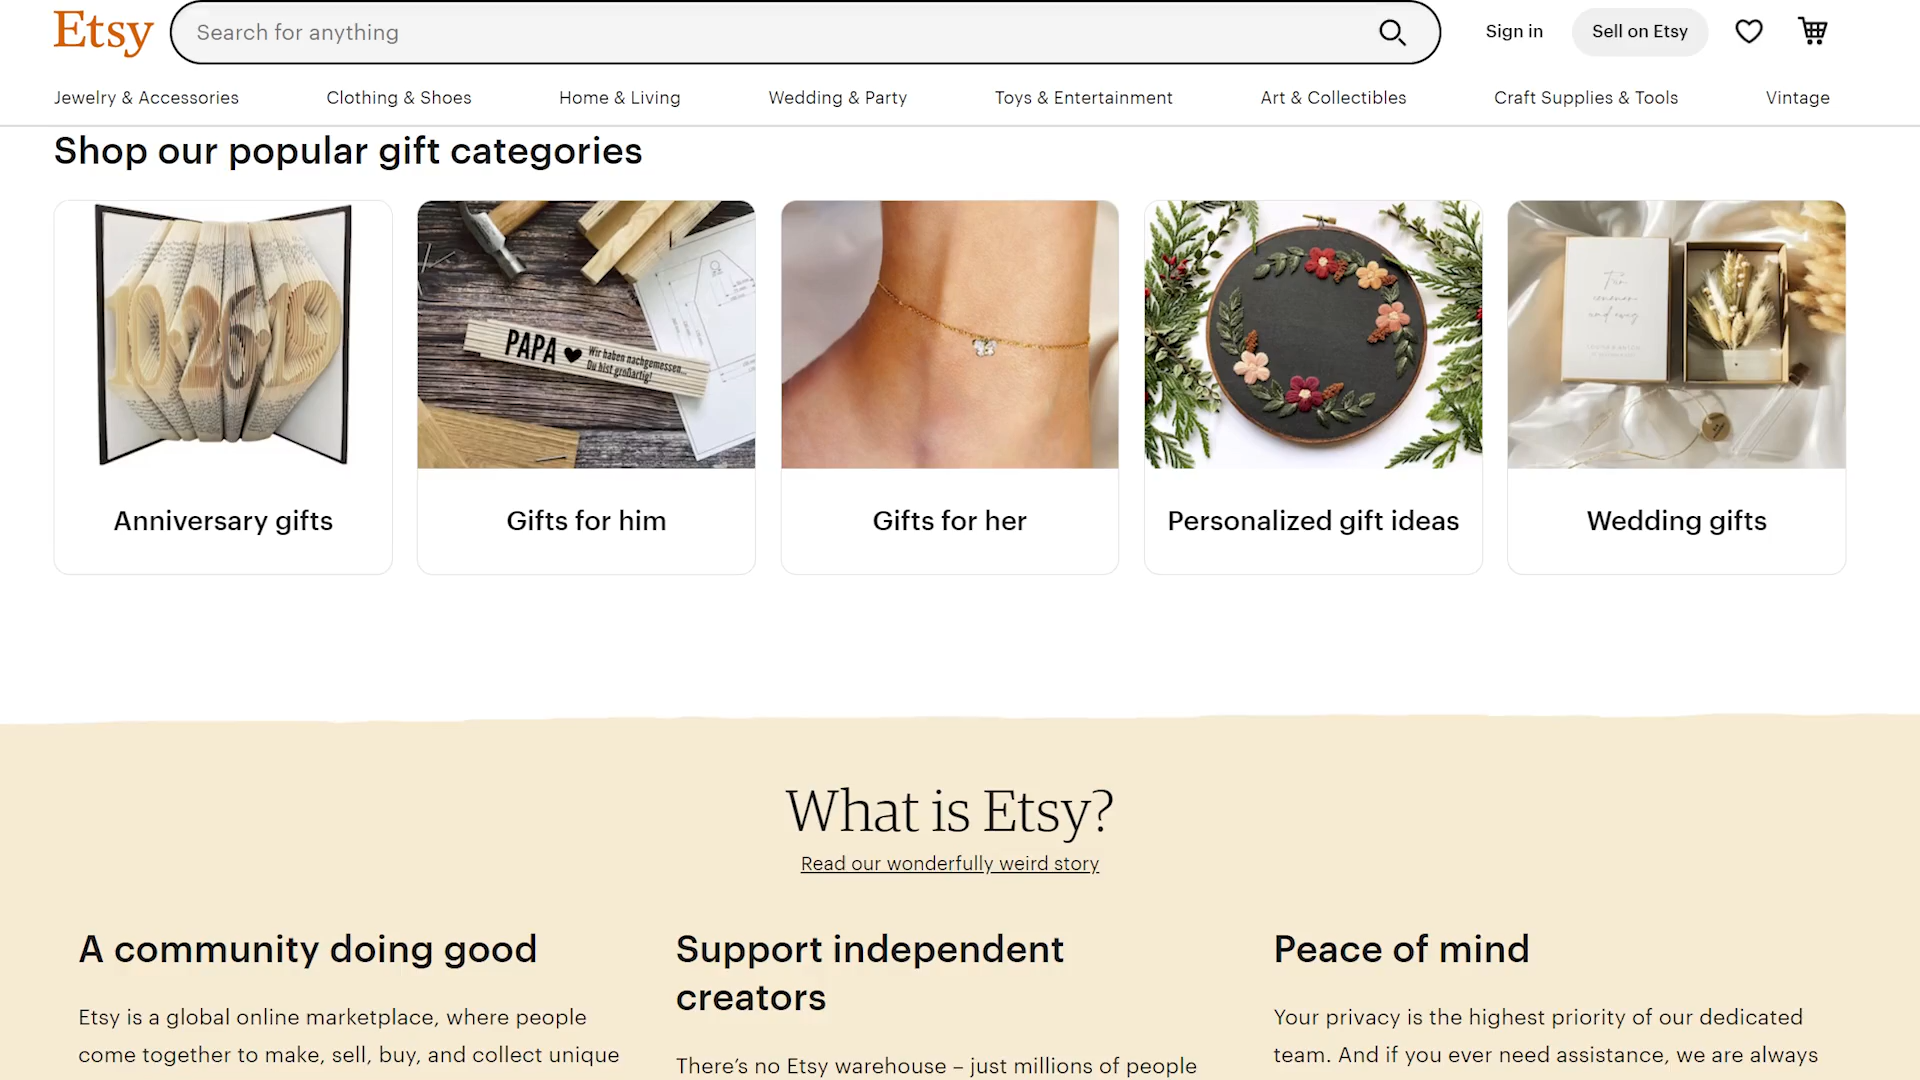 Etsy
Search for anything
Sign in
Sell on Etsy
Jewelry & Accessories
Clothing & Shoes
Home & Living
Wedding & Party
Toys & Entertainment
Art & Collectibles
Craft Supplies & Tools
Vintage
Shop our popular gift categories
10·26·13
PAPA
Wir haben nachgemessen...
Du bist großartig!
Anniversary gifts
Gifts for him
Gifts for her
Personalized gift ideas
Wedding gifts
What is Etsy?
Read our wonderfully weird story
A community doing good
Etsy is a global online marketplace, where people
come together to make, sell, buy, and collect unique
Support independent
creators
There’s no Etsy warehouse – just millions of people
Peace of mind
Your privacy is the highest priority of our dedicated
team. And if you ever need assistance, we are always